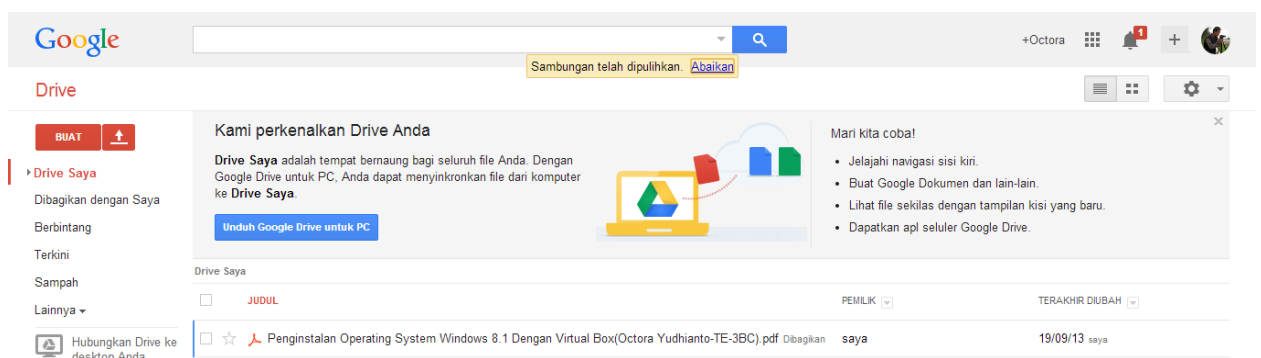 Google
+Octora
1
Sambungan telah dipulihkan. Abaikan
Drive
BUAT
Drive Saya
Dibagikan dengan Saya
Berbintang
Terkini
Sampah
Lainnya
Hubungkan Drive ke
desktop Anda
Kami perkenalkan Drive Anda
Drive Saya adalah tempat bernaung bagi seluruh file Anda. Dengan
Google Drive untuk PC, Anda dapat menyinkronkan file dari komputer
ke Drive Saya.
Unduh Google Drive untuk PC
Mari kita coba!
• Jelajahi navigasi sisi kiri.
• Buat Google Dokumen dan lain-lain.
• Lihat file sekilas dengan tampilan kisi yang baru.
• Dapatkan apl seluler Google Drive.
Drive Saya
JUDUL PEMILIK TERAKHIR DIUBAH
Penginstalan Operating System Windows 8.1 Dengan Virtual Box(Octora Yudhianto-TE-3BC).pdf Dibagikan saya 19/09/13 saya